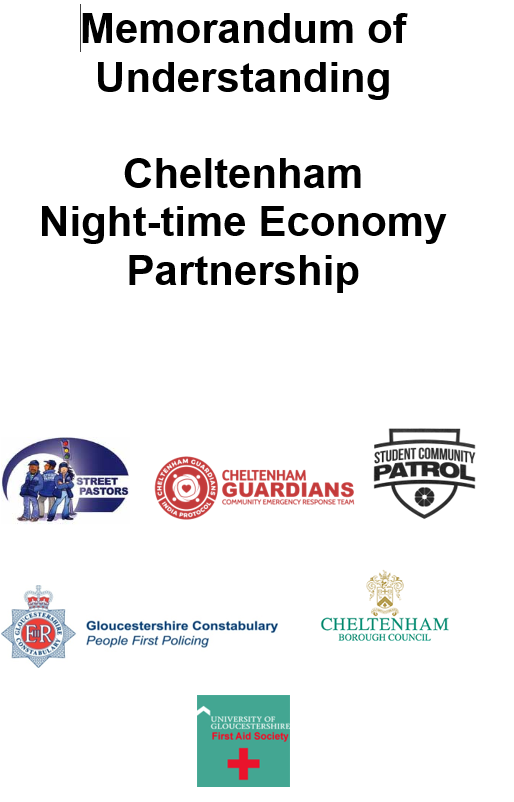 Memorandum of
Understanding
Cheltenham
Night-time Economy
Partnership
STREET
PASTORS
CHELTENHAM GUARDIANS
INDIA PROTOCOL
CHELTENHAM
GUARDIANS
COMMUNITY EMERGENCY RESPONSE TEAM
STUDENT COMMUNITY
PATROL
GLOUCESTERSHIRE
CONSTABULARY
EIIR
Gloucestershire Constabulary
People First Policing
CHELTENHAM
BOROUGH COUNCIL
UNIVERSITY OF
GLOUCESTERSHIRE
First Aid Society